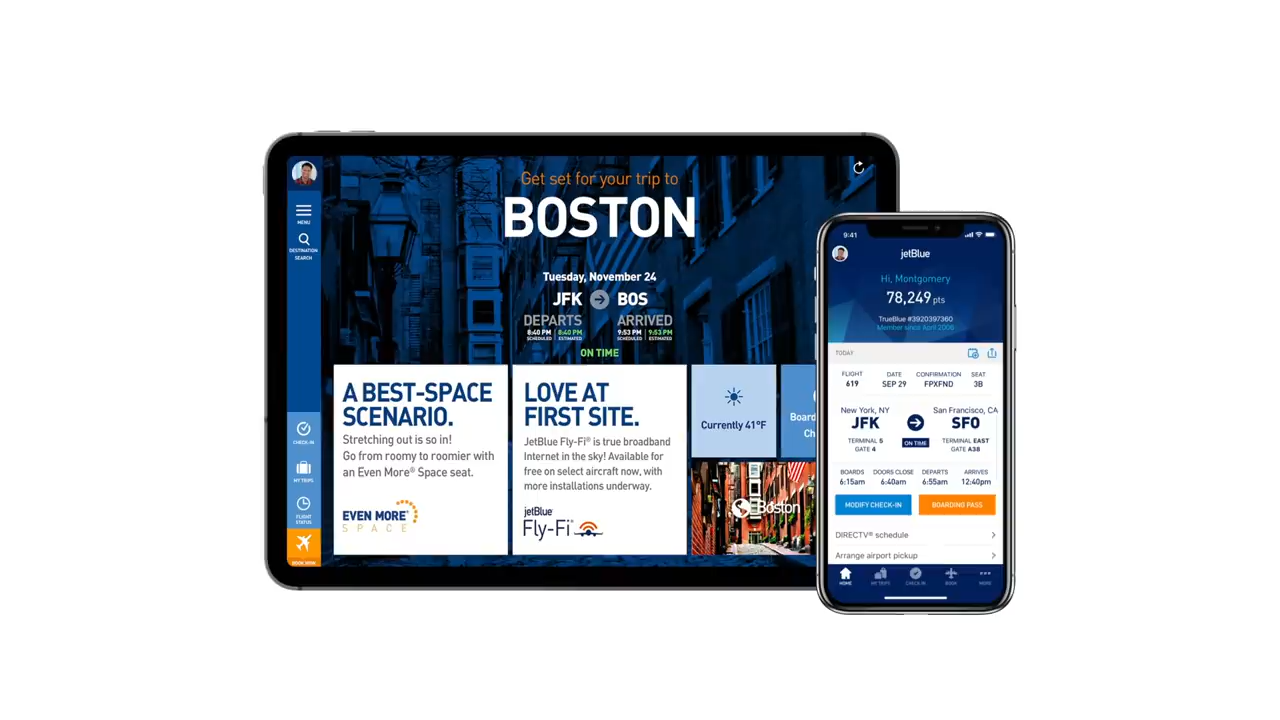 MENU
DESTINATION
SEARCH
CHECK-IN
MY TRIPS
FLIGHT
STATUS
BOOK NOW
Get set for your trip to
BOSTON
Tuesday, November 24
JFK BOS
DEPARTS ARRIVED
8:40 PM 8:40 PM 9:53 PM 9:53 PM
SCHEDULED ESTIMATED SCHEDULED ESTIMATED
ON TIME
A BEST-SPACE
SCENARIO.
Stretching out is so in!
Go from roomy to roomier with
an Even More® Space seat.
EVEN MORE®
SPACE
LOVE AT
FIRST SITE.
JetBlue Fly-Fi® is true broadband
Internet in the sky! Available for
free on select aircraft now, with
more installations underway.
jetBlue®
Fly-Fi®
Currently 41°F
Board
Ch
Boston
9:41
jetBlue
Hi, Montgomery
78,249 pts
TrueBlue #3920397360
Member since April 2006
TODAY
FLIGHT DATE CONFIRMATION SEAT
619 SEP 29 FPXFND 3B
New York, NY San Francisco, CA
JFK SFO
TERMINAL 5 ON TIME TERMINAL EAST
GATE 4 GATE A38
BOARDS DOORS CLOSE DEPARTS ARRIVES
6:15am 6:40am 6:55am 12:40pm
MODIFY CHECK-IN BOARDING PASS
DIRECTV® schedule
Arrange airport pickup
HOME MY TRIPS CHECK-IN BOOK MORE